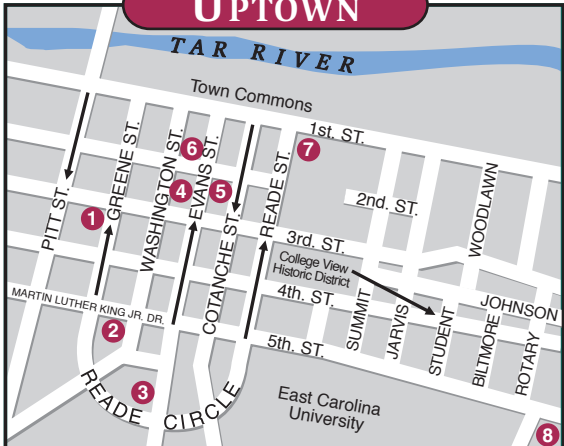 UPTOWN
TAR RIVER
Town Commons
1st. ST.
6
7
GREENE ST.
WASHINGTON ST.
EVANS ST.
READE ST.
4
5
2nd. ST.
WOODLAWN
PITT ST.
1
COTANCHE ST.
3rd. ST.
College View
Historic District
4th. ST.
JOHNSON
MARTIN LUTHER KING JR. DR.
SUMMIT
JARVIS
STUDENT
BILTMORE
ROTARY
2
5th. ST.
READE CIRCLE
3
East Carolina
University
8